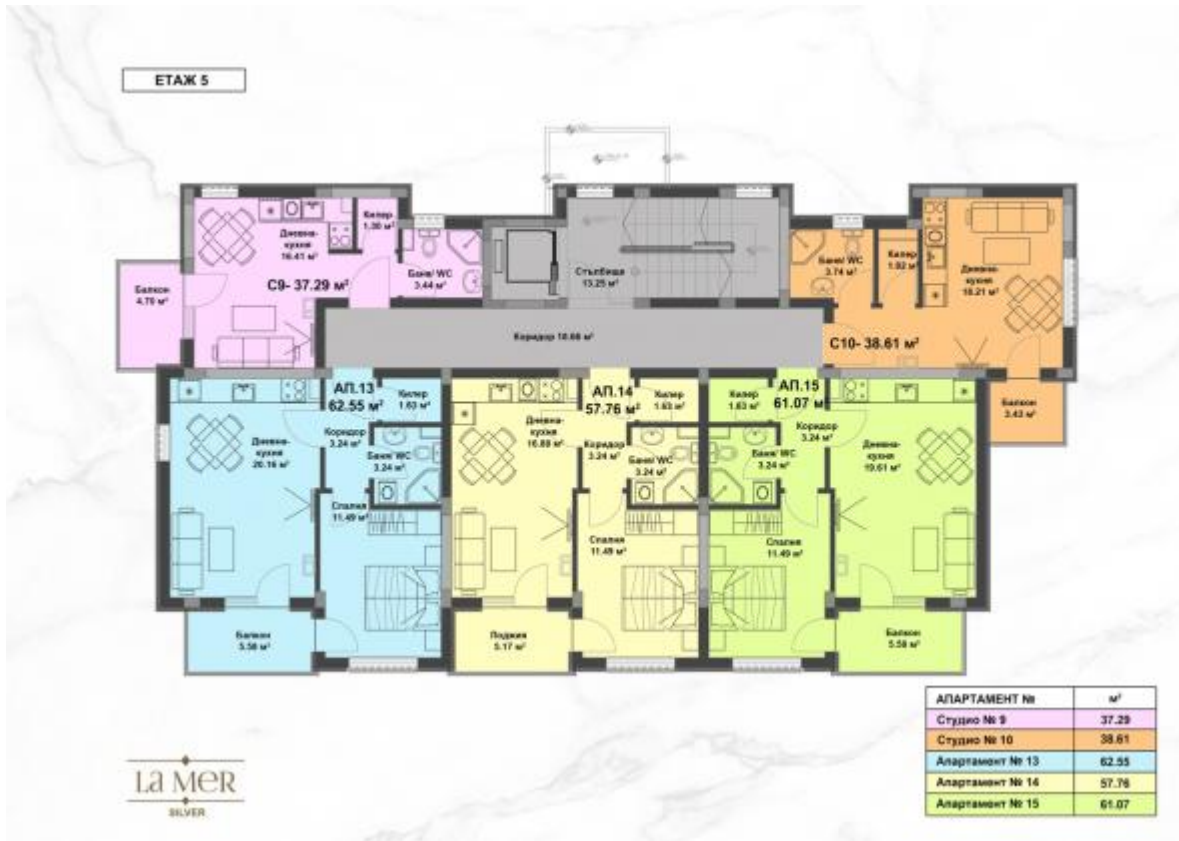 ЕТАЖ 5
Килер
1.30 м²
Дневна-
кухня
16.41 м²
Баня/ WC
3.44 м²
С9- 37.29 м²
Балкон
4.70 м²
Стълбище
13.25 м²
Баня/ WC
3.74 м²
Килер
1.82 м²
Дневна-
кухня
18.21 м²
С10- 38.61 м²
Коридор 18.66 м²
Балкон
3.43 м²
АП.13
62.55 м²
Килер
1.63 м²
Дневна-
кухня
20.16 м²
Коридор
3.24 м²
Баня/ WC
3.24 м²
Спалня
11.49 м²
Балкон
5.58 м²
АП.14
57.76 м²
Килер
1.63 м²
Дневна-
кухня
16.88 м²
Коридор
3.24 м²
Баня/ WC
3.24 м²
Спалня
11.49 м²
Лоджия
5.17 м²
АП.15
61.07 м²
Килер
1.63 м²
Коридор
3.24 м²
Баня/ WC
3.24 м²
Дневна-
кухня
19.61 м²
Спалня
11.49 м²
Балкон
5.58 м²
АПАРТАМЕНТ № м²
Студио № 9 37.29
Студио № 10 38.61
Апартамент № 13 62.55
Апартамент № 14 57.76
Апартамент № 15 61.07
La MeR
SILVER